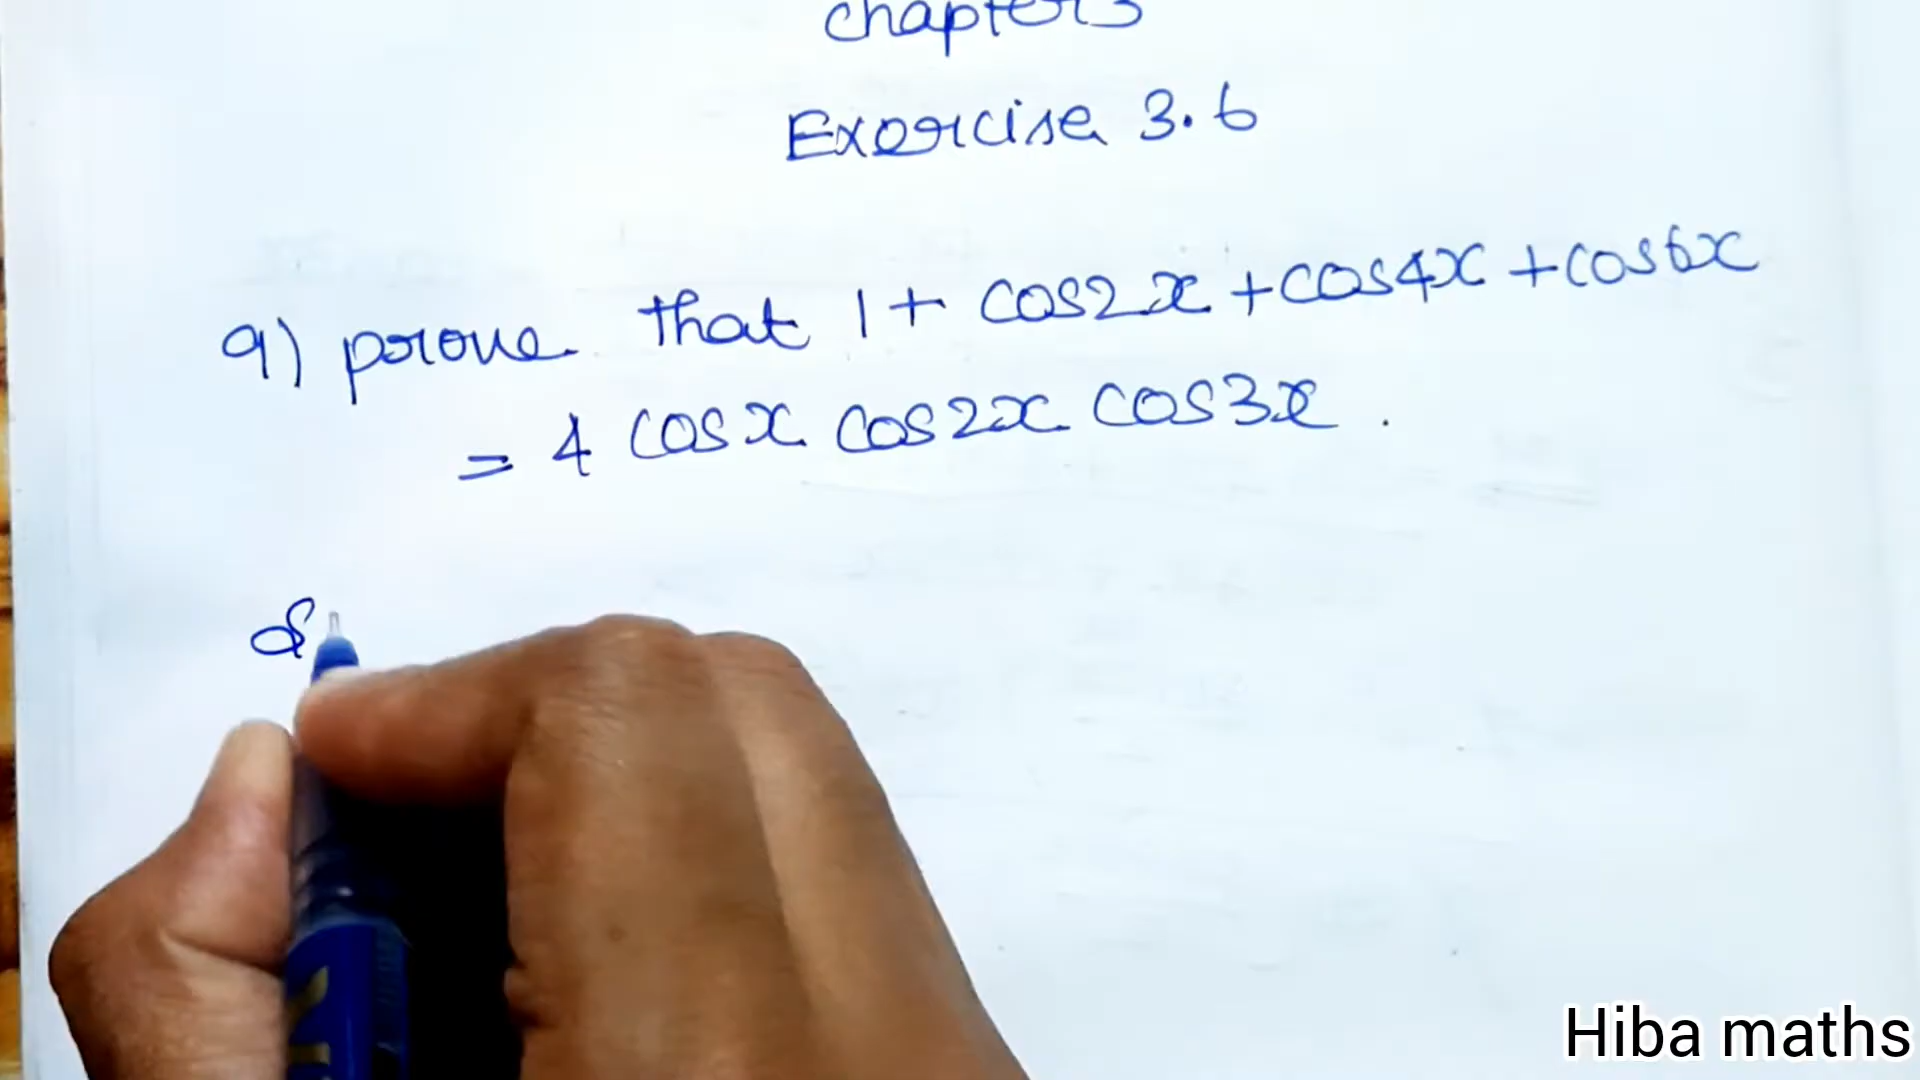 Chapter 3
Exercise 3.6
9) prove that 1 + cos2x + cos4x + cos6x
= 4 cosx cos2x cos3x .
Hiba maths